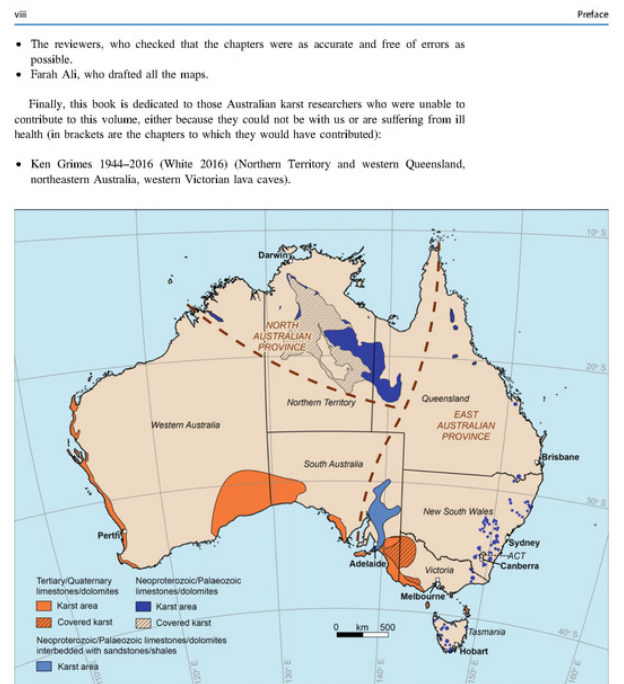 viii
Preface
• The reviewers, who checked that the chapters were as accurate and free of errors as
possible.
• Farah Ali, who drafted all the maps.
Finally, this book is dedicated to those Australian karst researchers who were unable to
contribute to this volume, either because they could not be with us or are suffering from ill
health (in brackets are the chapters to which they would have contributed):
• Ken Grimes 1944–2016 (White 2016) (Northern Territory and western Queensland,
northeastern Australia, western Victorian lava caves).
10° S
Darwin
NORTH
AUSTRALIAN
PROVINCE
20° S
Northern Territory
Queensland
EAST
AUSTRALIAN
PROVINCE
Western Australia
Brisbane
South Australia
30° S
New South Wales
Perth
Sydney
ACT
Canberra
Adelaide
Victoria
Melbourne
Tertiary/Quaternary
limestones/dolomites
Karst area
Covered karst
Neoproterozoic/Palaeozoic
limestones/dolomites
Karst area
Covered karst
Neoproterozoic/Palaeozoic limestones/dolomites
interbedded with sandstones/shales
Karst area
0 km 500
Tasmania
40° S
Hobart
110° E
120° E
130° E
140° E
150° E
160° E